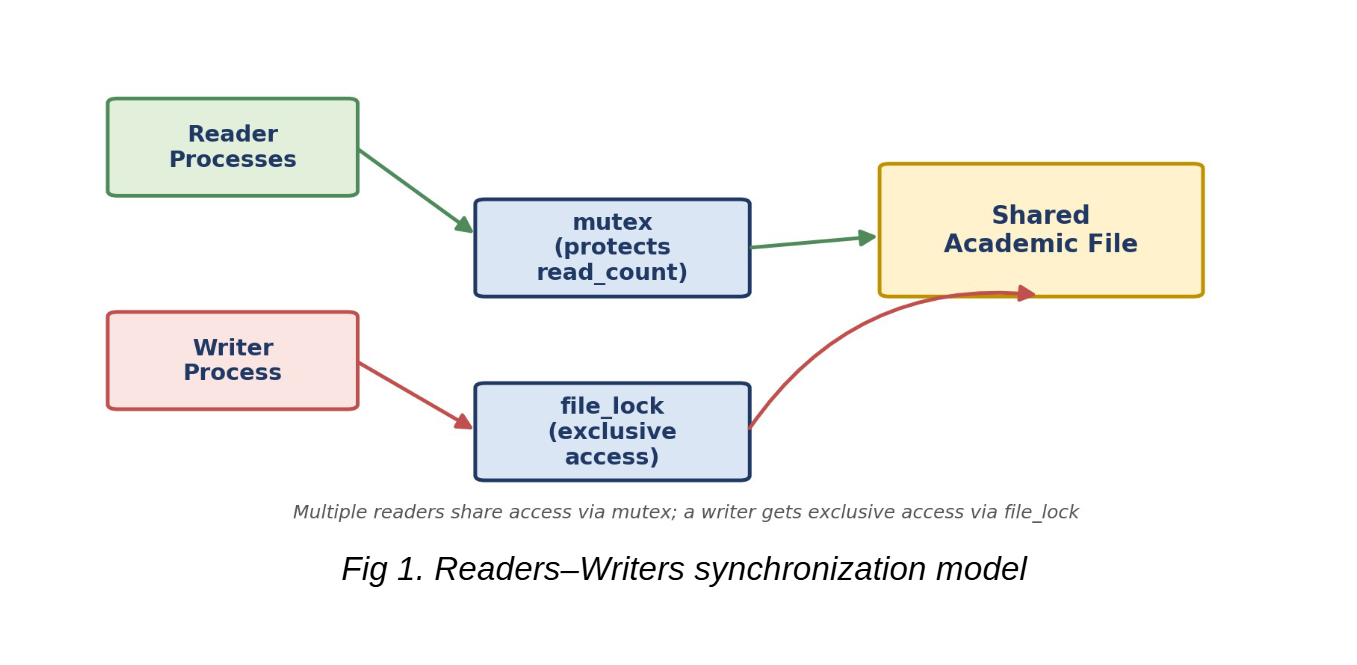 Reader
Processes
mutex
(protects
read_count)
Shared
Academic File
Writer
Process
file_lock
(exclusive
access)
Multiple readers share access via mutex; a writer gets exclusive access via file_lock
Fig 1. Readers–Writers synchronization model